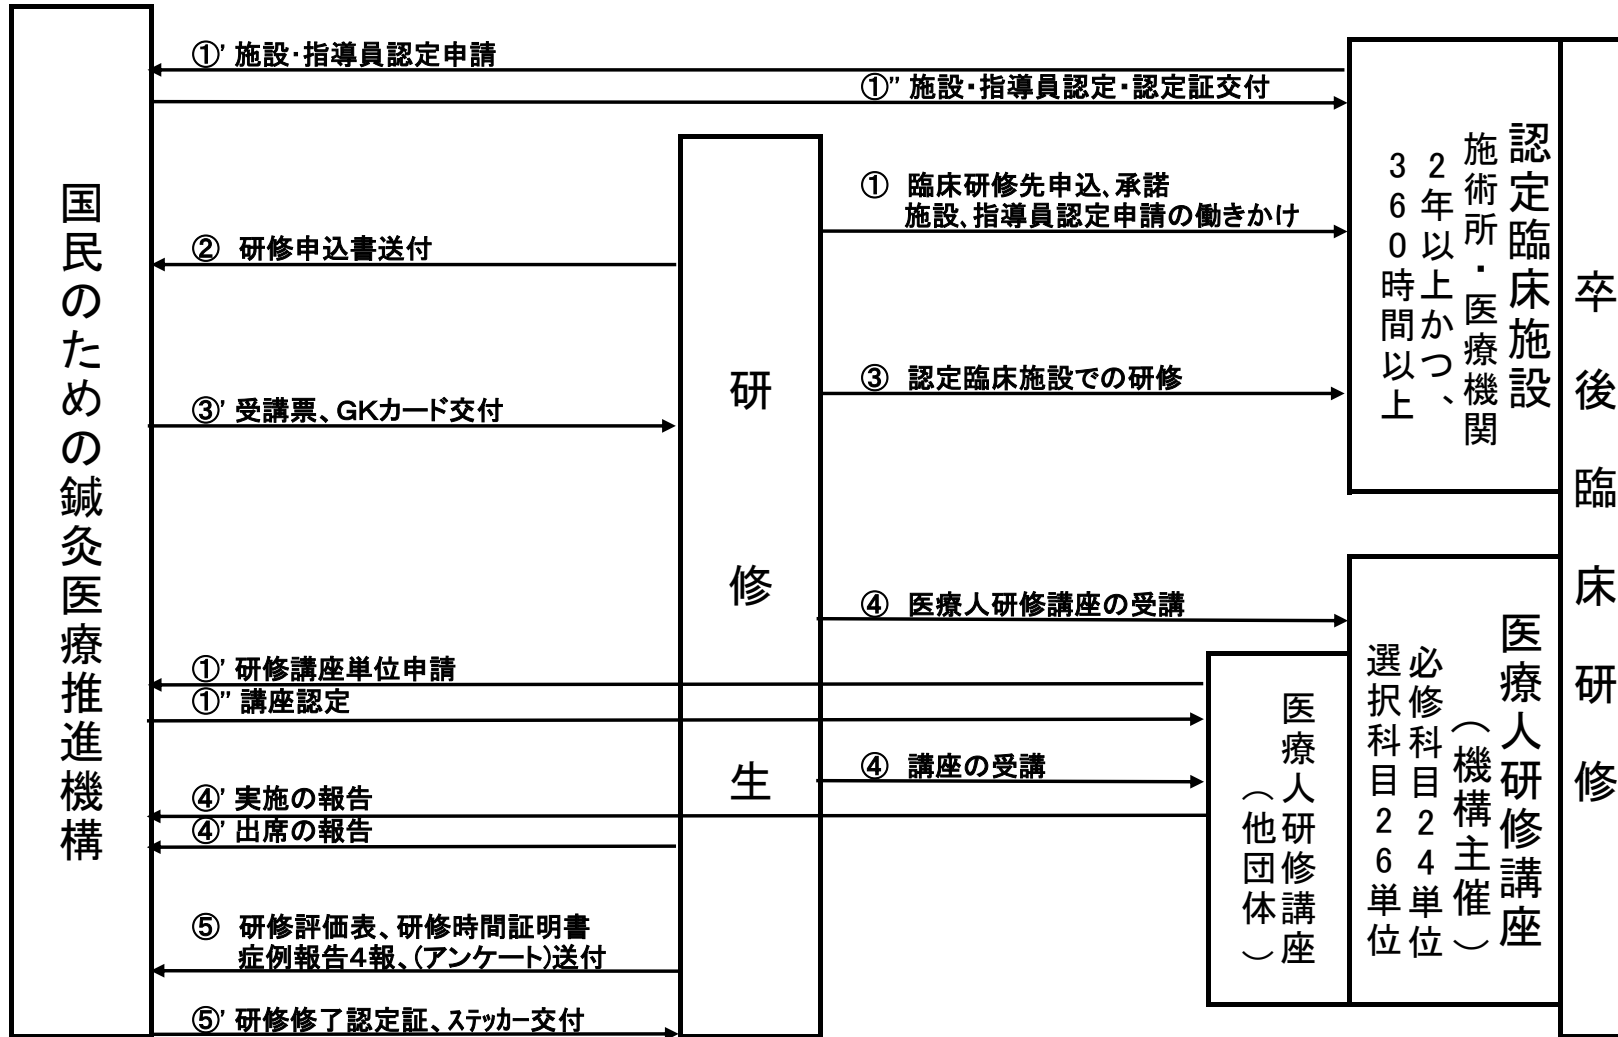 国民のための鍼灸医療推進機構
①’ 施設・指導員認定申請
①” 施設・指導員認定・認定証交付
① 臨床研修先申込、承諾
施設、指導員認定申請の働きかけ
② 研修申込書送付
③ 認定臨床施設での研修
③’ 受講票、GKカード交付
④ 医療人研修講座の受講
①’ 研修講座単位申請
①” 講座認定
④ 講座の受講
④’ 実施の報告
④’ 出席の報告
⑤ 研修評価表、研修時間証明書
症例報告4報、(アンケート)送付
⑤’ 研修修了認定証、ステッカー交付
研修生
認定臨床施設
施術所・医療機関
2年以上かつ、
360時間以上
医療人研修講座
（機構主催）
必修科目24単位
選択科目26単位
医療人研修講座
（他団体）
卒後臨床研修